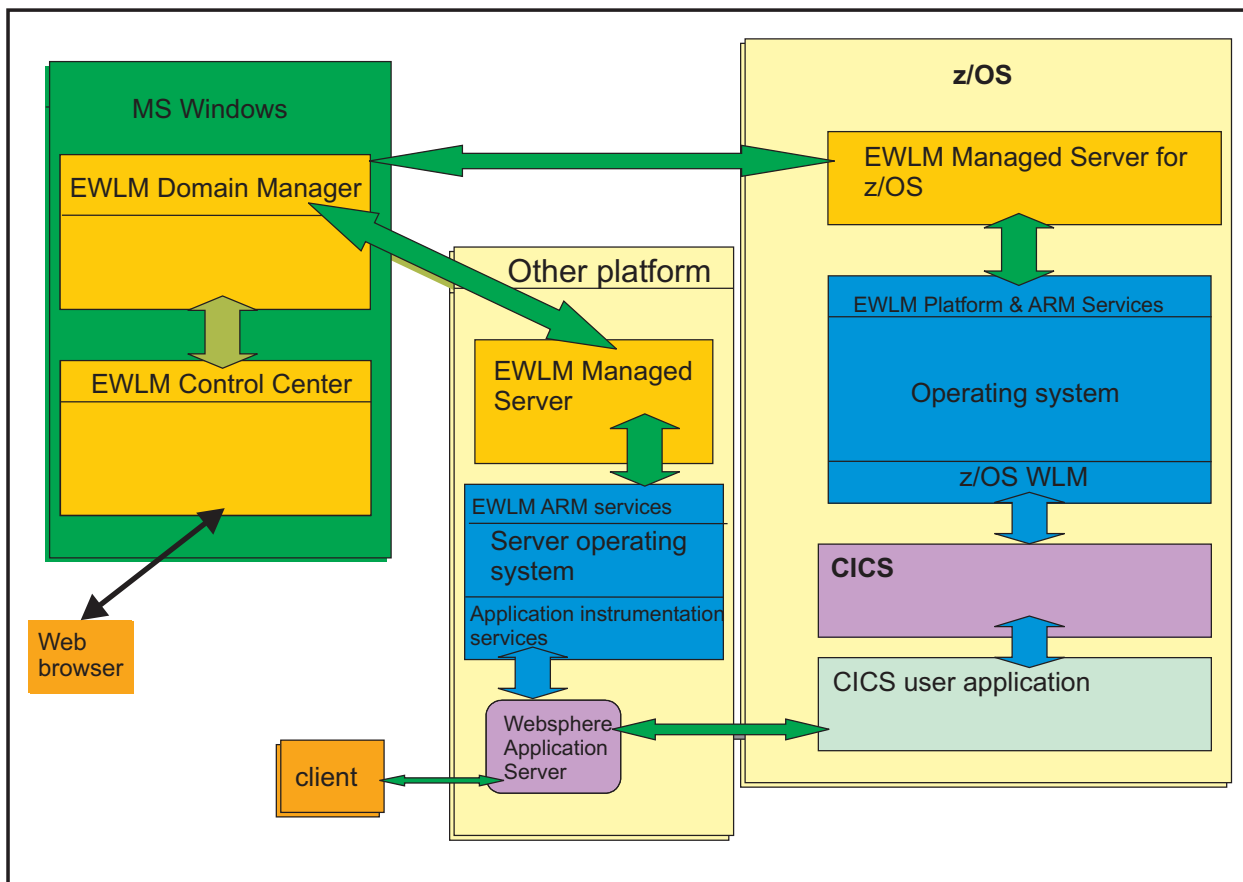 MS Windows
EWLM Domain Manager
EWLM Control Center
Web
browser
client
Other platform
EWLM Managed
Server
EWLM ARM services
Server operating
system
Application instrumentation
services
Websphere
Application
Server
z/OS
EWLM Managed Server for
z/OS
EWLM Platform & ARM Services
Operating system
z/OS WLM
CICS
CICS user application